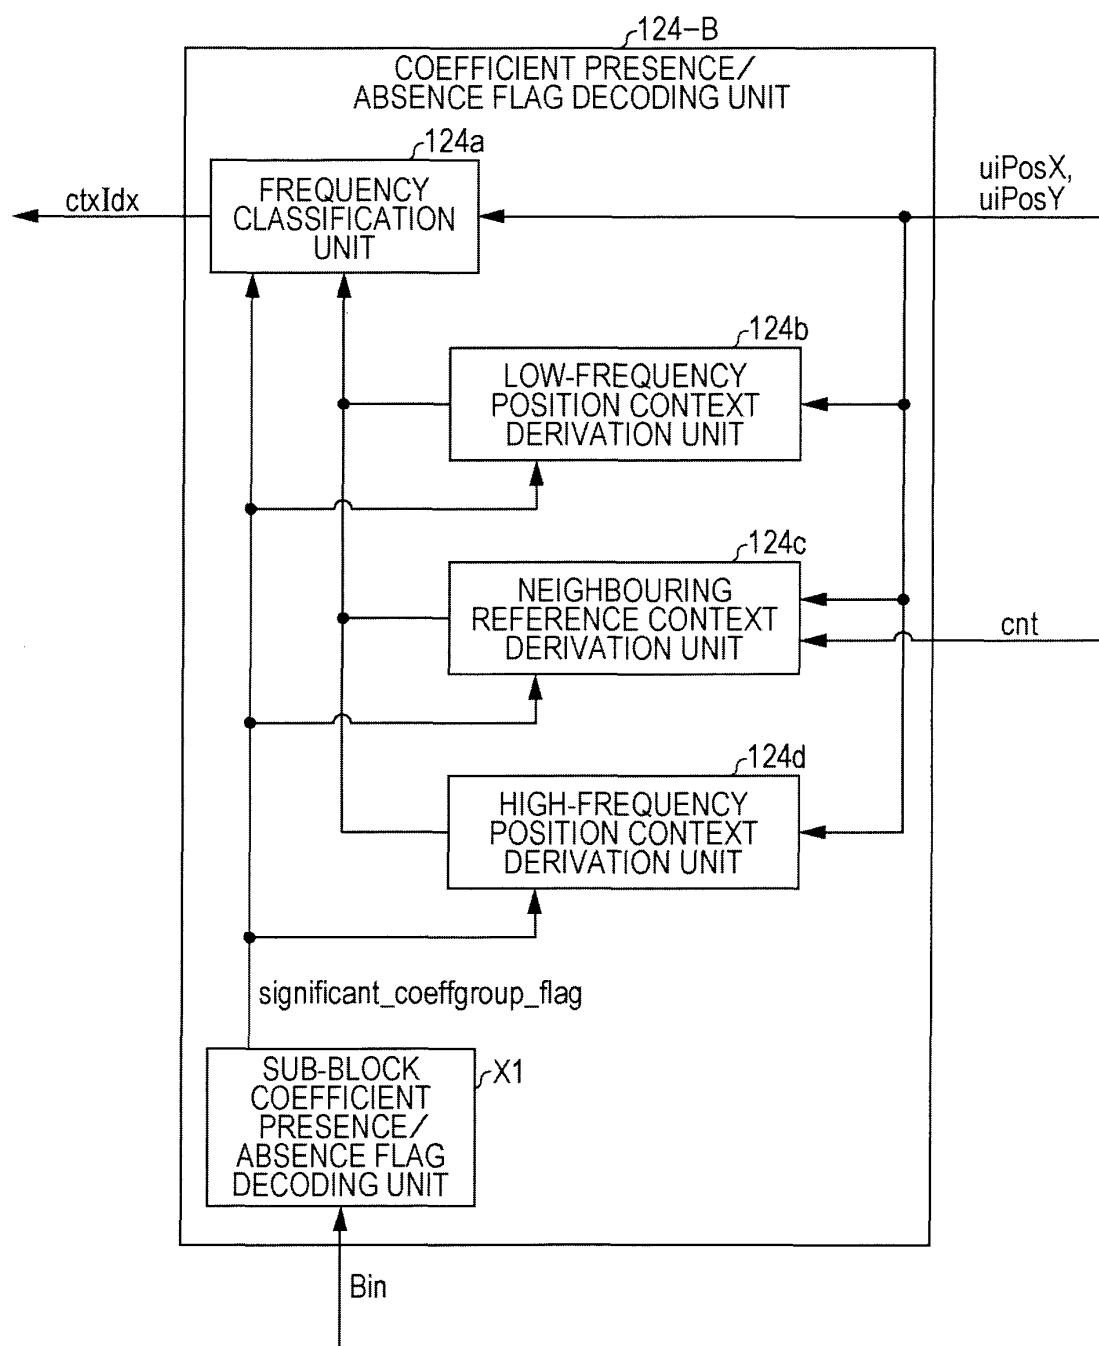 124-B
COEFFICIENT PRESENCE/
ABSENCE FLAG DECODING UNIT
124a
FREQUENCY
CLASSIFICATION
UNIT
ctxIdx
uiPosX,
uiPosY
124b
LOW-FREQUENCY
POSITION CONTEXT
DERIVATION UNIT
124c
NEIGHBOURING
REFERENCE CONTEXT
DERIVATION UNIT
cnt
124d
HIGH-FREQUENCY
POSITION CONTEXT
DERIVATION UNIT
significant_coeffgroup_flag
X1
SUB-BLOCK
COEFFICIENT
PRESENCE/
ABSENCE FLAG
DECODING UNIT
Bin